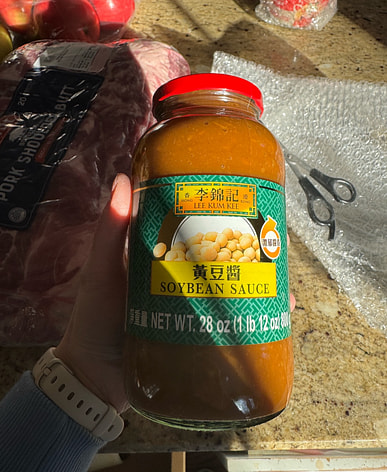 PORK SHOULDER BUTT
李錦記
LEE KUM KEE
黃豆醬
SOYBEAN SAUCE
NET WT. 28 oz (1 lb 12 oz)